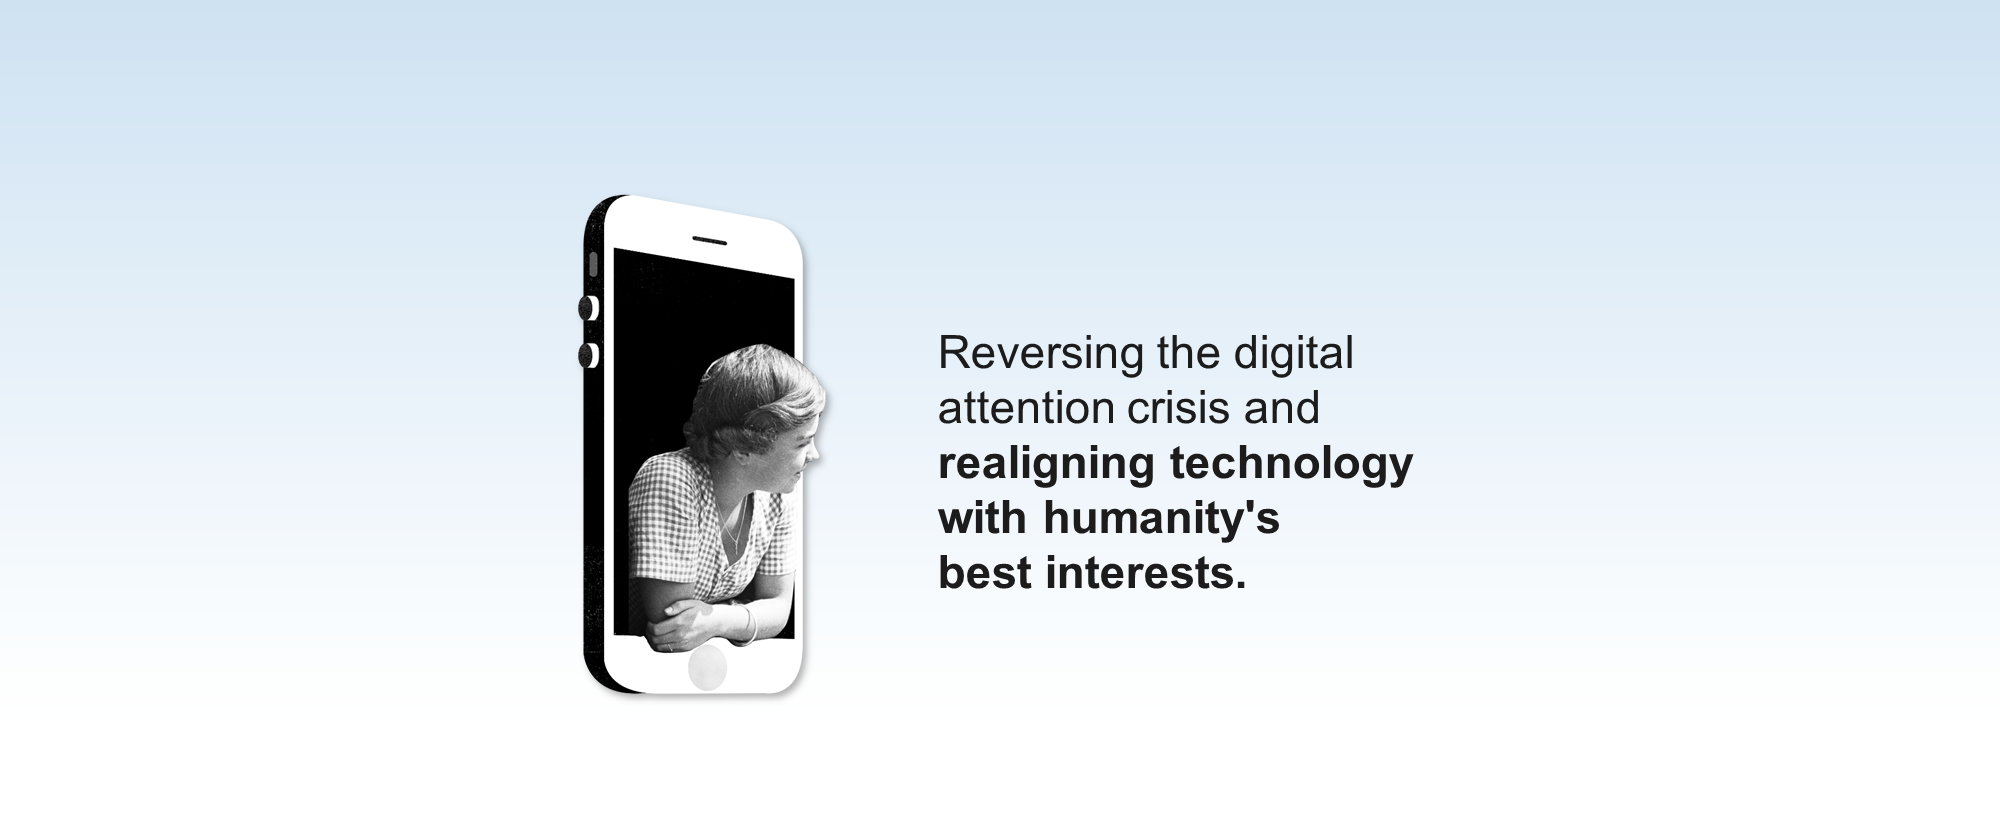 Reversing the digital
attention crisis and
realigning technology
with humanity's
best interests.